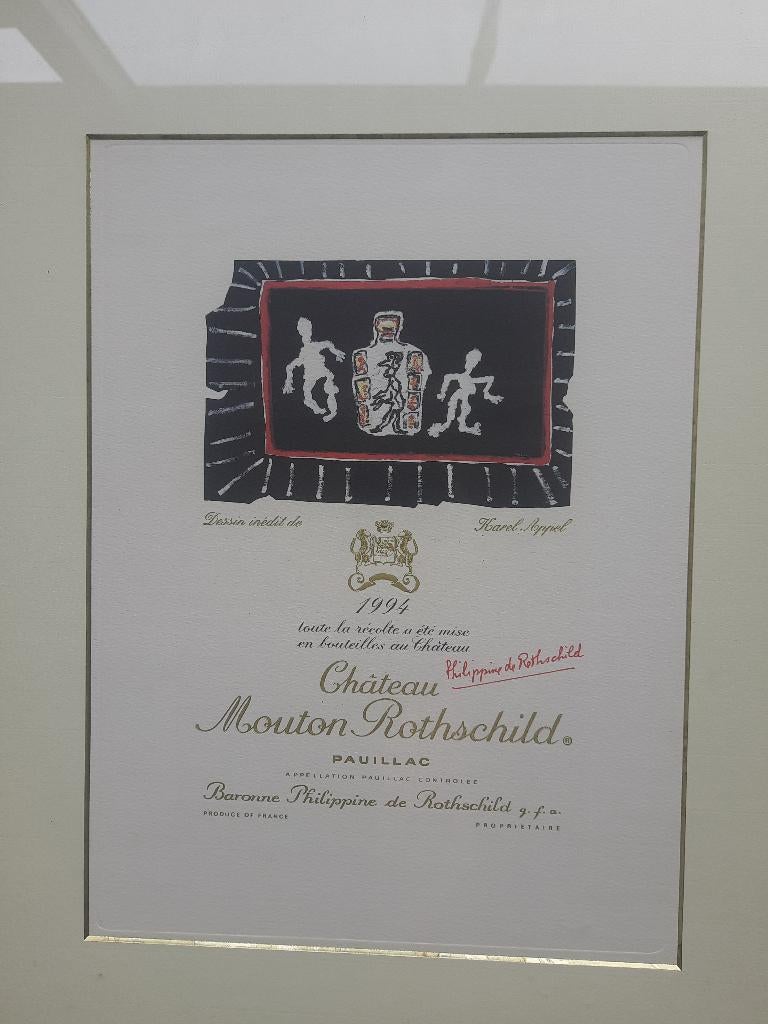 Dessin inédit de
Karel Appel
1994
toute la récolte a été mise
en bouteilles au Château
Philippine de Rothschild
Château
Mouton Rothschild®
PAUILLAC
APPELLATION PAUILLAC CONTROLÉE
Baronne Philippine de Rothschild g.f.a.
PRODUCE OF FRANCE
PROPRIÉTAIRE